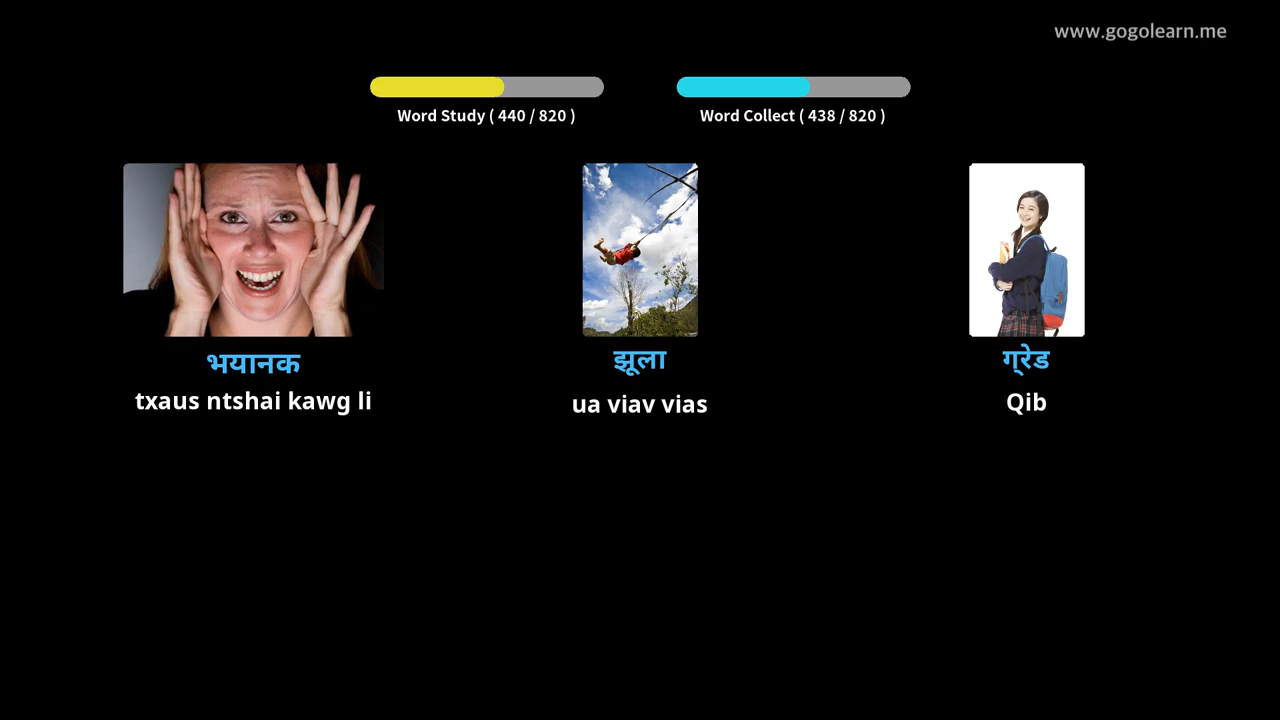 www.gogolearn.me
Word Study ( 440 / 820 )
Word Collect ( 438 / 820 )
भयानक
झूला
ग्रेड
txaus ntshai kawg li
ua viav vias
Qib